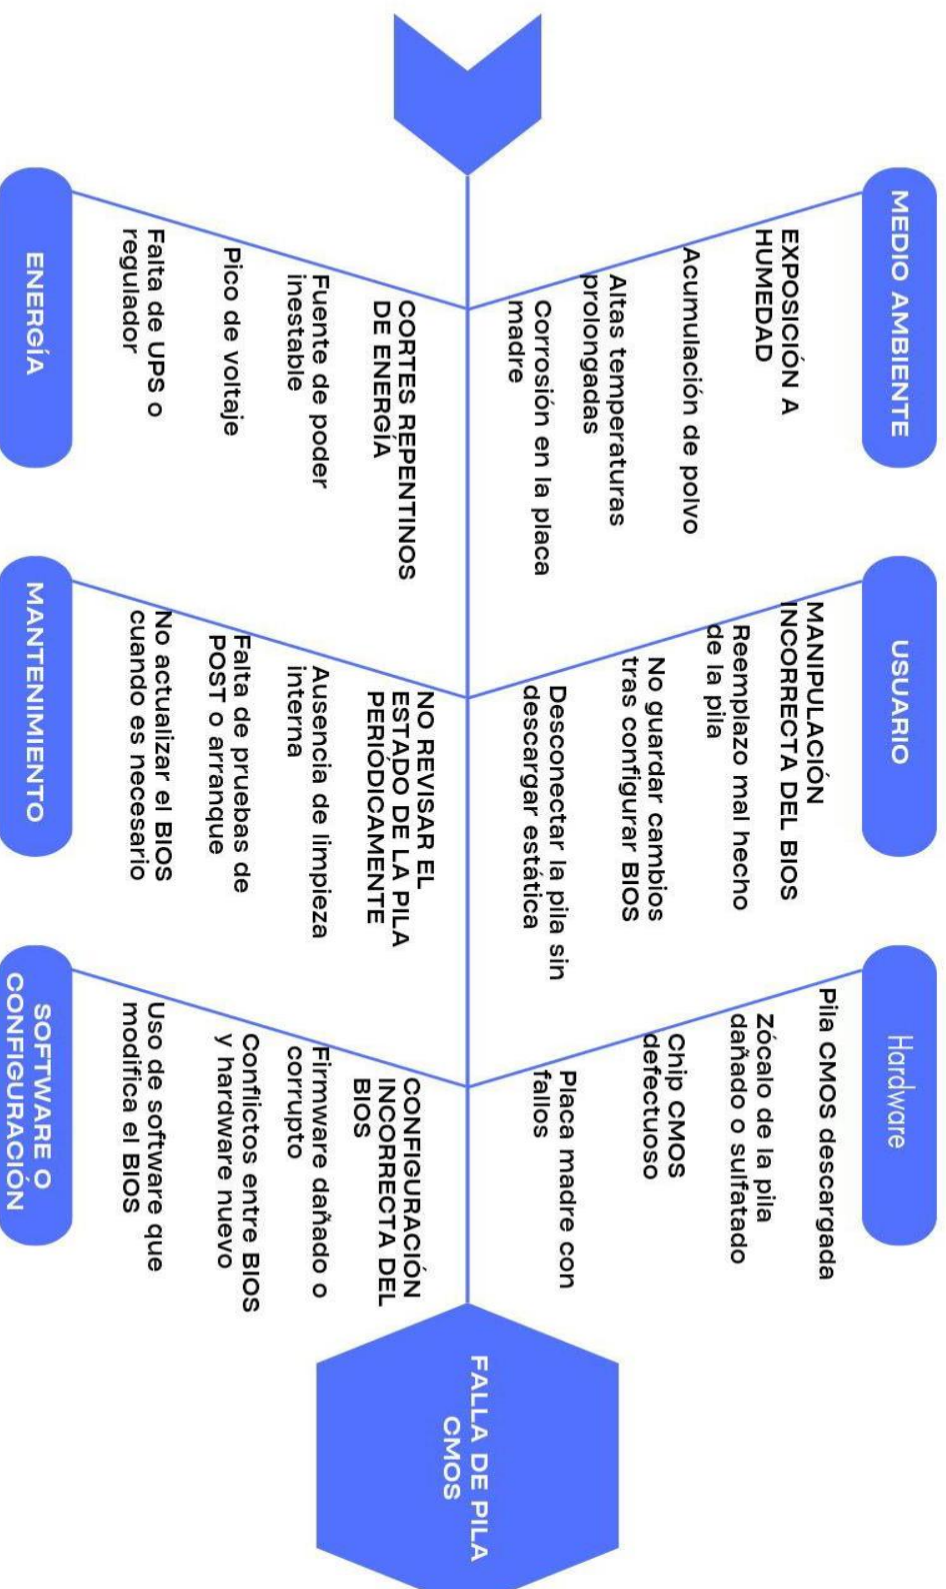 MEDIO AMBIENTE
EXPOSICIÓN A
HUMEDAD
Acumulación de polvo
Altas temperaturas
prolongadas
Corrosión en la placa
madre
USUARIO
MANIPULACIÓN
INCORRECTA DEL BIOS
Reemplazo mal hecho
de la pila
No guardar cambios
tras configurar BIOS
Desconectar la pila sin
descargar estática
Hardware
Pila CMOS descargada
Zócalo de la pila
dañado o sulfatado
Chip CMOS
defectuoso
Placa madre con
fallos
CORTES REPENTINOS
DE ENERGÍA
Fuente de poder
inestable
Pico de voltaje
Falta de UPS o
regulador
ENERGÍA
NO REVISAR EL
ESTADO DE LA PILA
PERIÓDICAMENTE
Ausencia de limpieza
interna
Falta de pruebas de
POST o arranque
No actualizar el BIOS
cuando es necesario
MANTENIMIENTO
CONFIGURACIÓN
INCORRECTA DEL
BIOS
Firmware dañado o
corrupto
Conflictos entre BIOS
y hardware nuevo
Uso de software que
modifica el BIOS
SOFTWARE O
CONFIGURACIÓN
FALLA DE PILA
CMOS